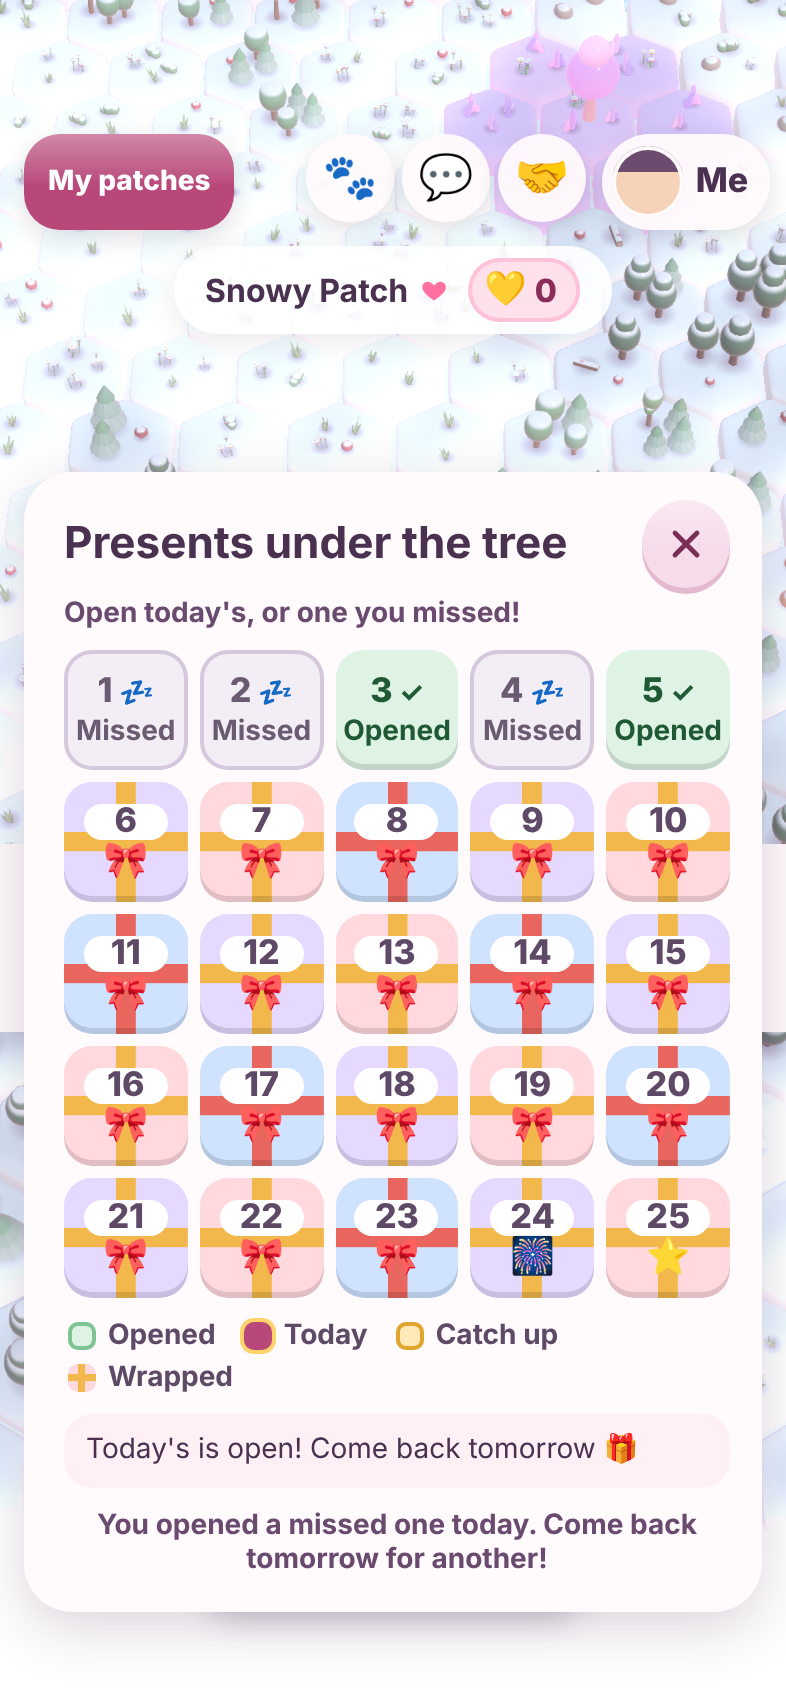 My patches
Me
Snowy Patch
0
Presents under the tree
Open today's, or one you missed!
1 2 3 4 5
Missed Missed Opened Missed Opened
6 7 8 9 10
11 12 13 14 15
16 17 18 19 20
21 22 23 24 25
Opened Today Catch up
Wrapped
Today's is open! Come back tomorrow
You opened a missed one today. Come back
tomorrow for another!